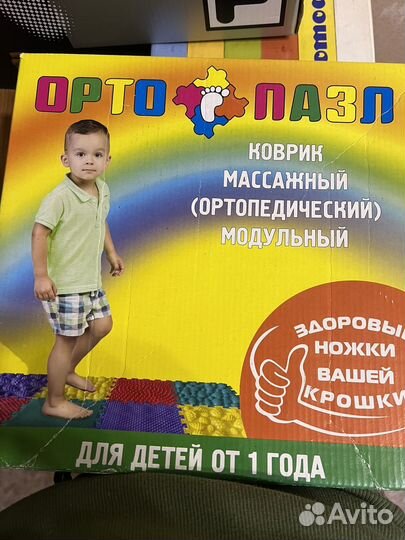 ОРТО ПАЗЛ
КОВРИК
МАССАЖНЫЙ
(ОРТОПЕДИЧЕСКИЙ)
МОДУЛЬНЫЙ
ЗДОРОВЫЕ
НОЖКИ
ВАШЕЙ
КРОШКИ
ДЛЯ ДЕТЕЙ ОТ 1 ГОДА
Avito